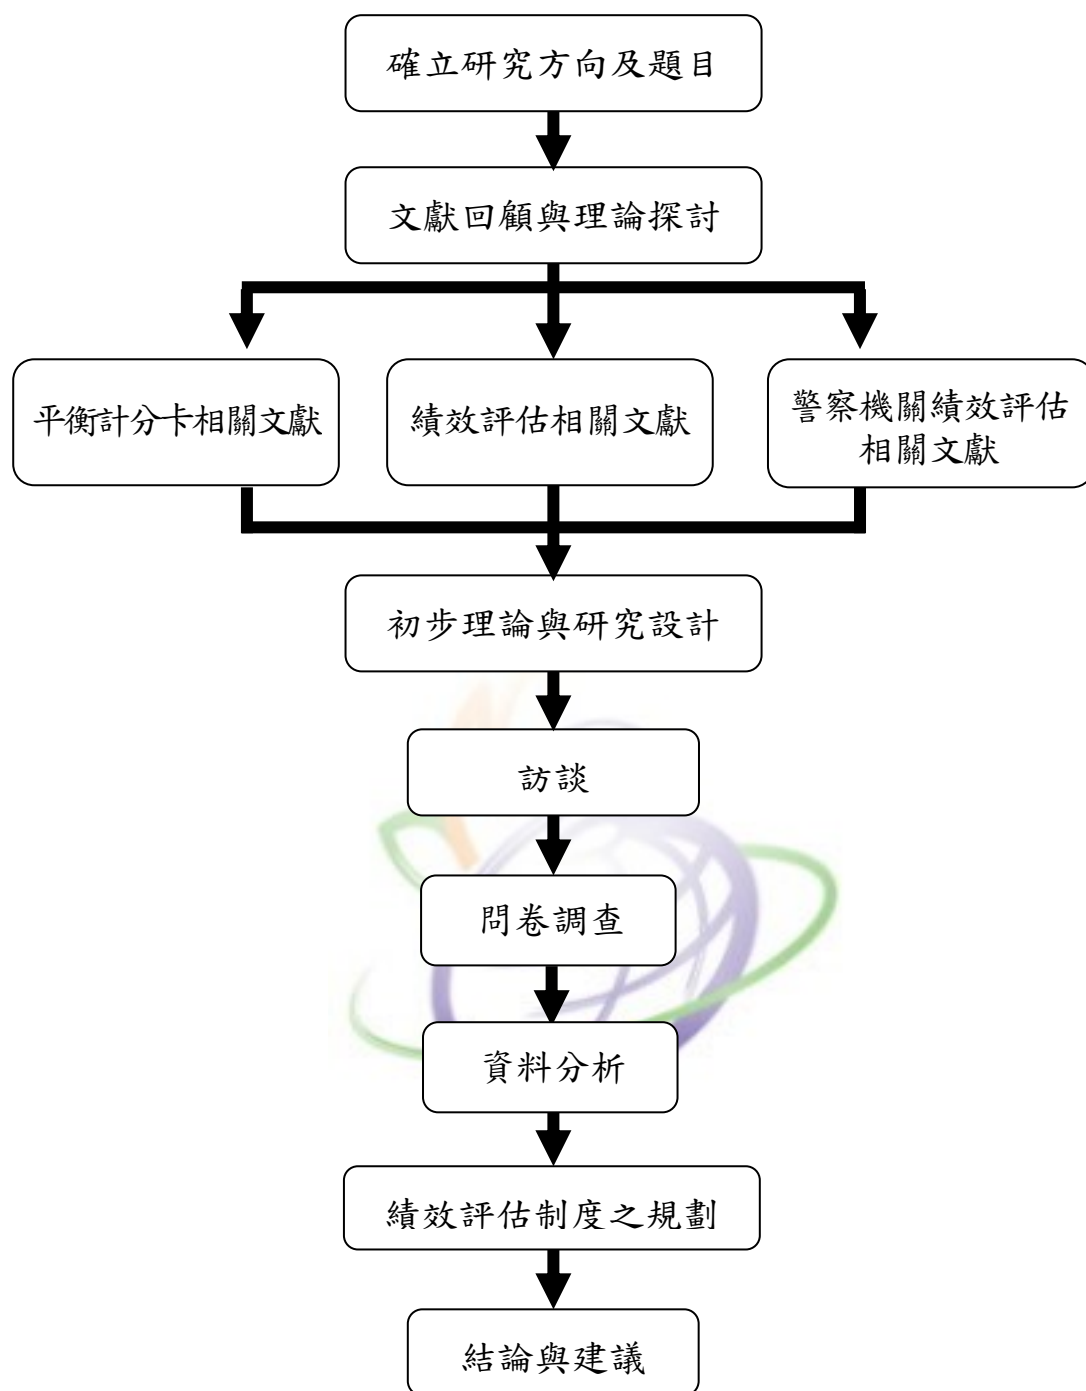 確立研究方向及題目
文獻回顧與理論探討
平衡計分卡相關文獻
績效評估相關文獻
警察機關績效評估
相關文獻
初步理論與研究設計
訪談
問卷調查
資料分析
績效評估制度之規劃
結論與建議